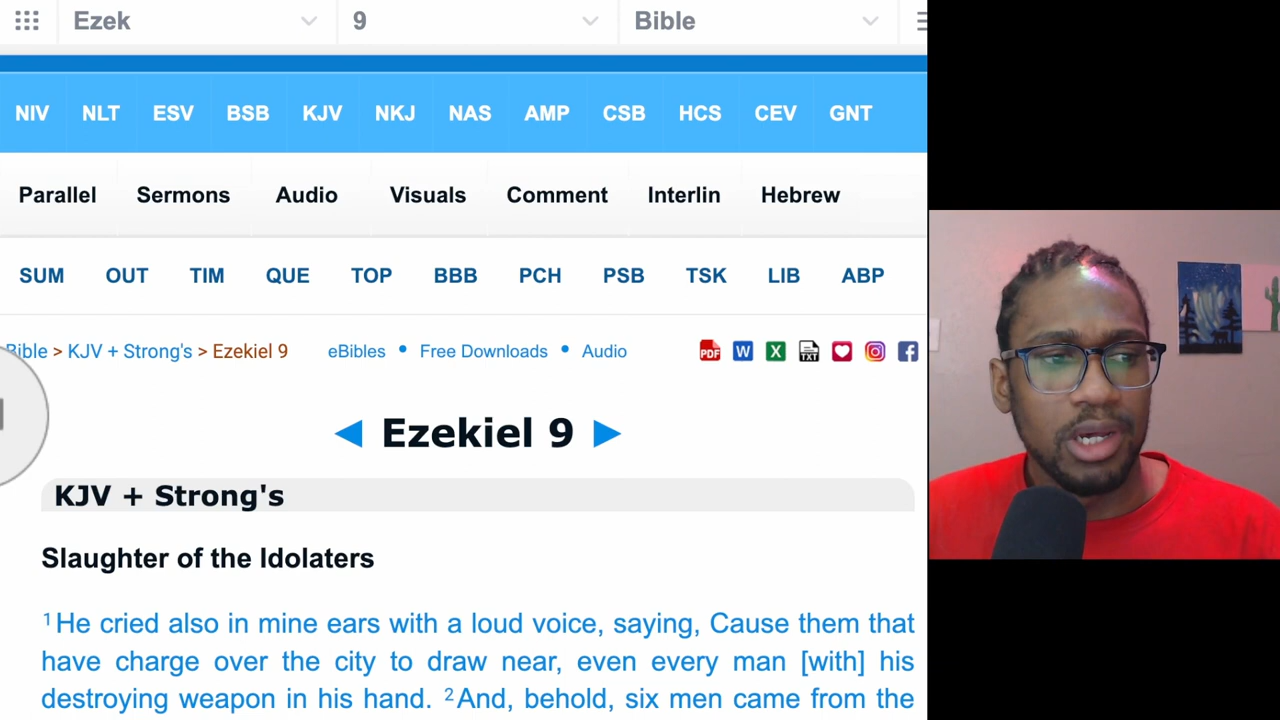 Ezek 9 Bible
NIV NLT ESV BSB KJV NKJ NAS AMP CSB HCS CEV GNT
Parallel Sermons Audio Visuals Comment Interlin Hebrew
SUM OUT TIM QUE TOP BBB PCH PSB TSK LIB ABP
Bible > KJV + Strong's > Ezekiel 9 eBibles • Free Downloads • Audio PDF W X TXT
◄ Ezekiel 9 ►
KJV + Strong's
Slaughter of the Idolaters
1He cried also in mine ears with a loud voice, saying, Cause them that
have charge over the city to draw near, even every man [with] his
destroying weapon in his hand. 2And, behold, six men came from the